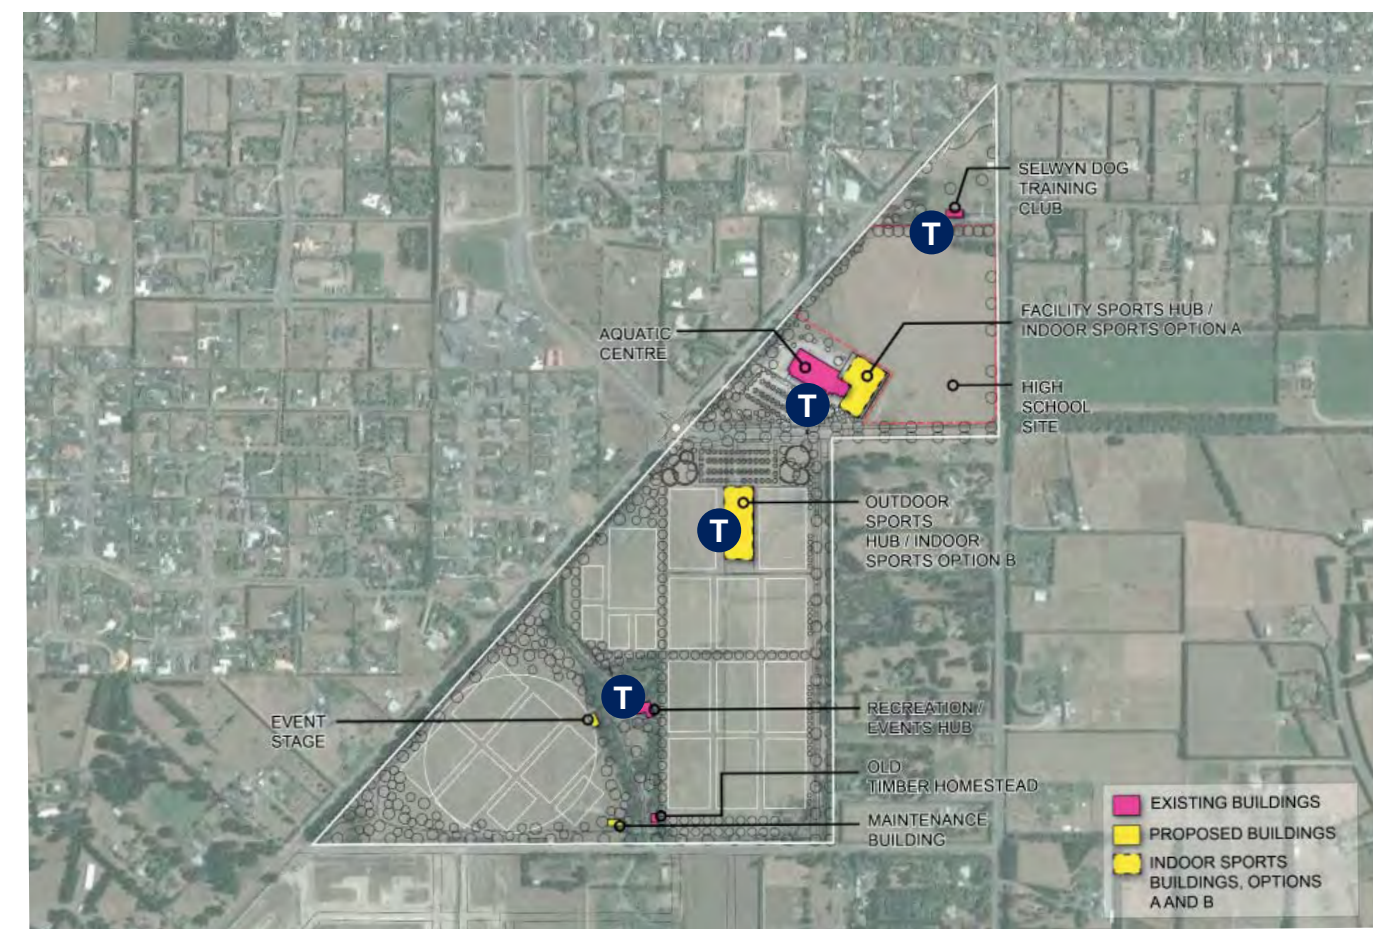 SELWYN DOG
TRAINING
CLUB
T
FACILITY SPORTS HUB /
INDOOR SPORTS OPTION A
AQUATIC
CENTRE
HIGH
SCHOOL
SITE
T
OUTDOOR
SPORTS
HUB / INDOOR
SPORTS OPTION B
T
T
RECREATION /
EVENTS HUB
EVENT
STAGE
OLD
TIMBER HOMESTEAD
MAINTENANCE
BUILDING
EXISTING BUILDINGS
PROPOSED BUILDINGS
INDOOR SPORTS
BUILDINGS, OPTIONS
A AND B